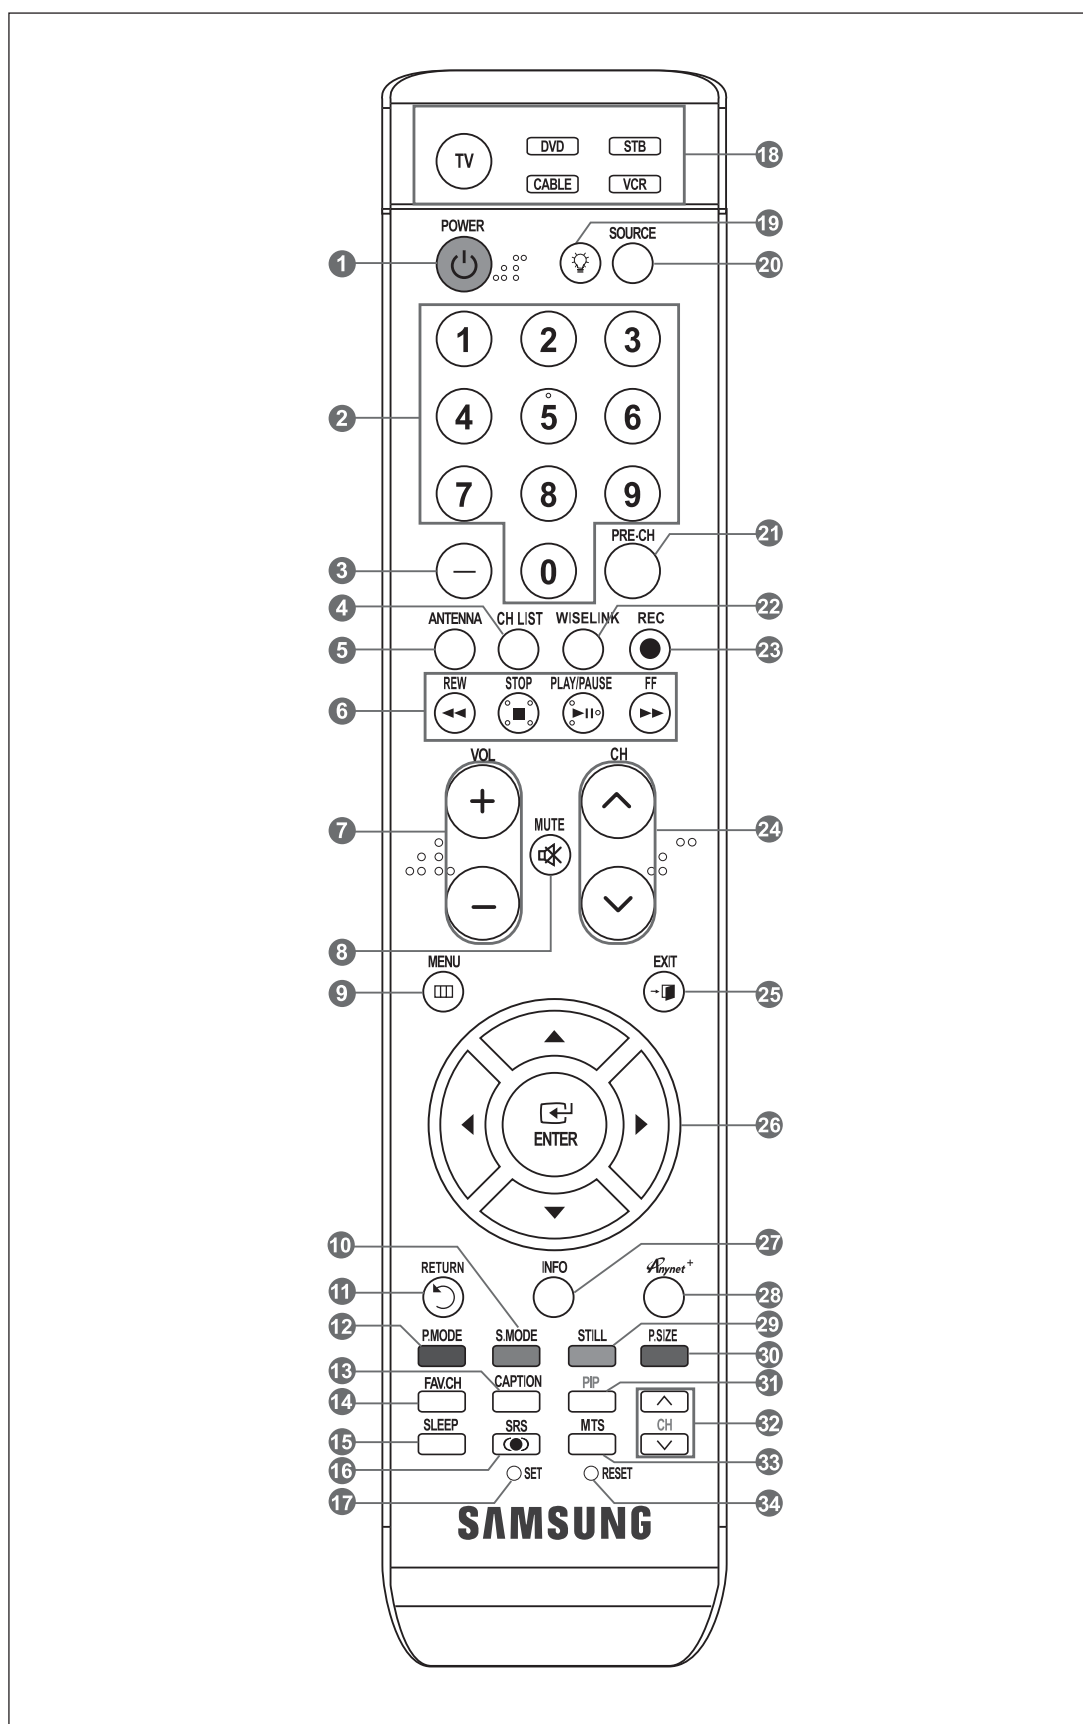 TV DVD STB 18
CABLE VCR
POWER 19 SOURCE
1 20
1 2 3
2 4 5 6
7 8 9
PRE-CH 21
3 — 0
4 22
ANTENNA CH LIST WISELINK REC
5 23
REW STOP PLAY/PAUSE FF
6
VOL CH
+
7 MUTE 24
−
8
MENU EXIT
9 25
ENTER 26
10 27
RETURN INFO Anynet+
11 28
12 P.MODE S.MODE STILL P.SIZE 29
30
13 FAV.CH CAPTION PIP 31
14
SLEEP SRS MTS CH 32
15
16 33
17 SET RESET 34
SAMSUNG